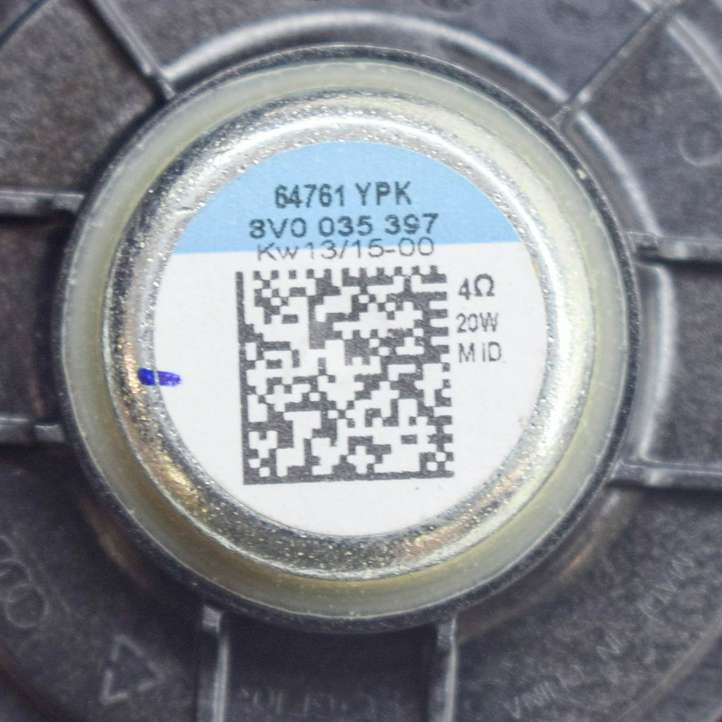 64761 YPK
8V0 035 397
Kw13/15-00
4Ω
20W
MiD